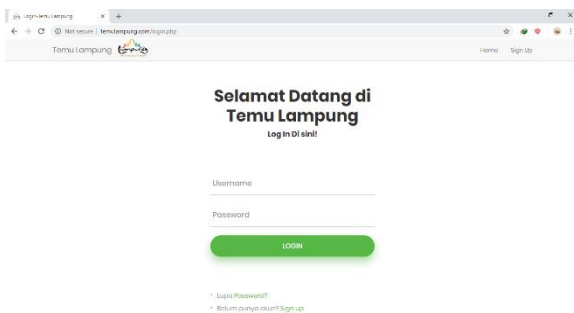 Login-Temu Lampung
Not secure | temulampung.com/login.php
Temu Lampung Lampung Home Sign Up
Selamat Datang di
Temu Lampung
Log In Di sini!
Username
Password
LOGIN
Lupa Password?
Belum punya akun? Sign up